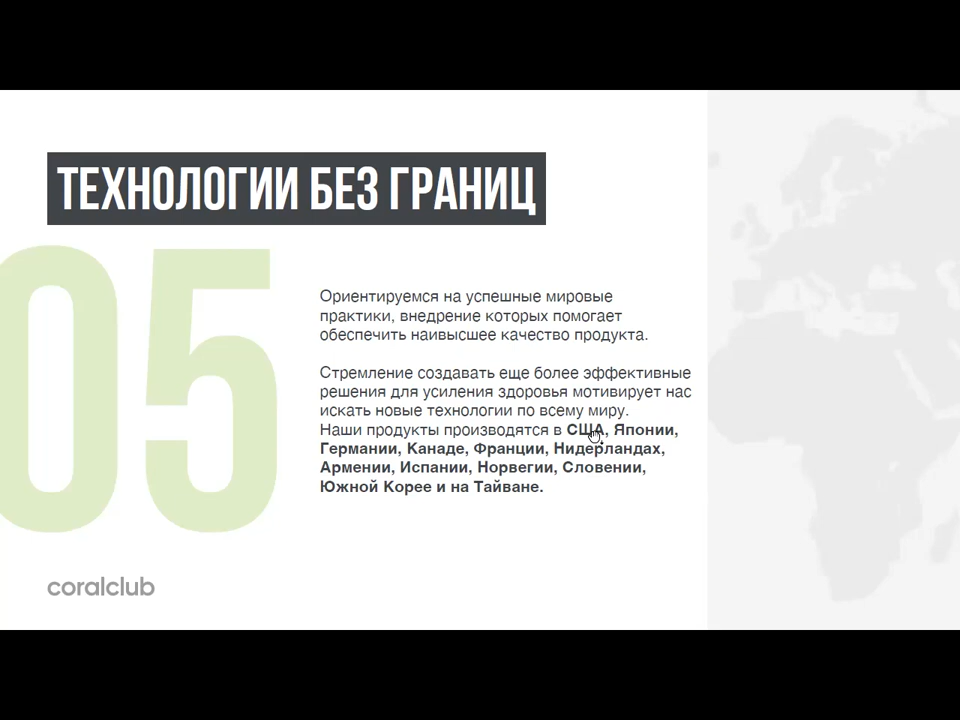 ТЕХНОЛОГИИ БЕЗ ГРАНИЦ
05
Ориентируемся на успешные мировые
практики, внедрение которых помогает
обеспечить наивысшее качество продукта.
Стремление создавать еще более эффективные
решения для усиления здоровья мотивирует нас
искать новые технологии по всему миру.
Наши продукты производятся в США, Японии,
Германии, Канаде, Франции, Нидерландах,
Армении, Испании, Норвегии, Словении,
Южной Корее и на Тайване.
coralclub